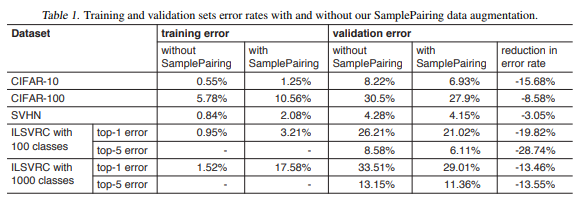 Table 1. Training and validation sets error rates with and without our SamplePairing data augmentation.
Dataset training error validation error
without SamplePairing with SamplePairing without SamplePairing with SamplePairing reduction in error rate
CIFAR-10 0.55% 1.25% 8.22% 6.93% -15.68%
CIFAR-100 5.78% 10.56% 30.5% 27.9% -8.58%
SVHN 0.84% 2.08% 4.28% 4.15% -3.05%
ILSVRC with 100 classes top-1 error 0.95% 3.21% 26.21% 21.02% -19.82%
top-5 error - - 8.58% 6.11% -28.74%
ILSVRC with 1000 classes top-1 error 1.52% 17.58% 33.51% 29.01% -13.46%
top-5 error - - 13.15% 11.36% -13.55%